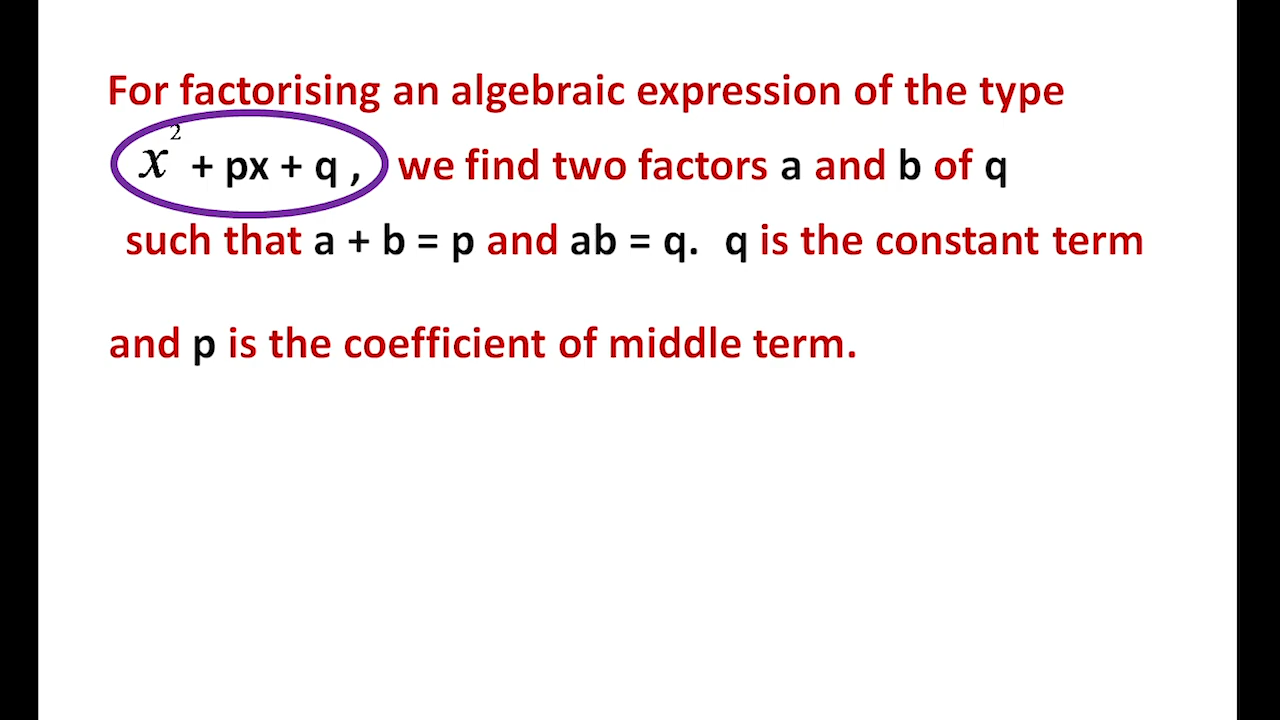 For factorising an algebraic expression of the type
x² + px + q , we find two factors a and b of q
such that a + b = p and ab = q. q is the constant term
and p is the coefficient of middle term.